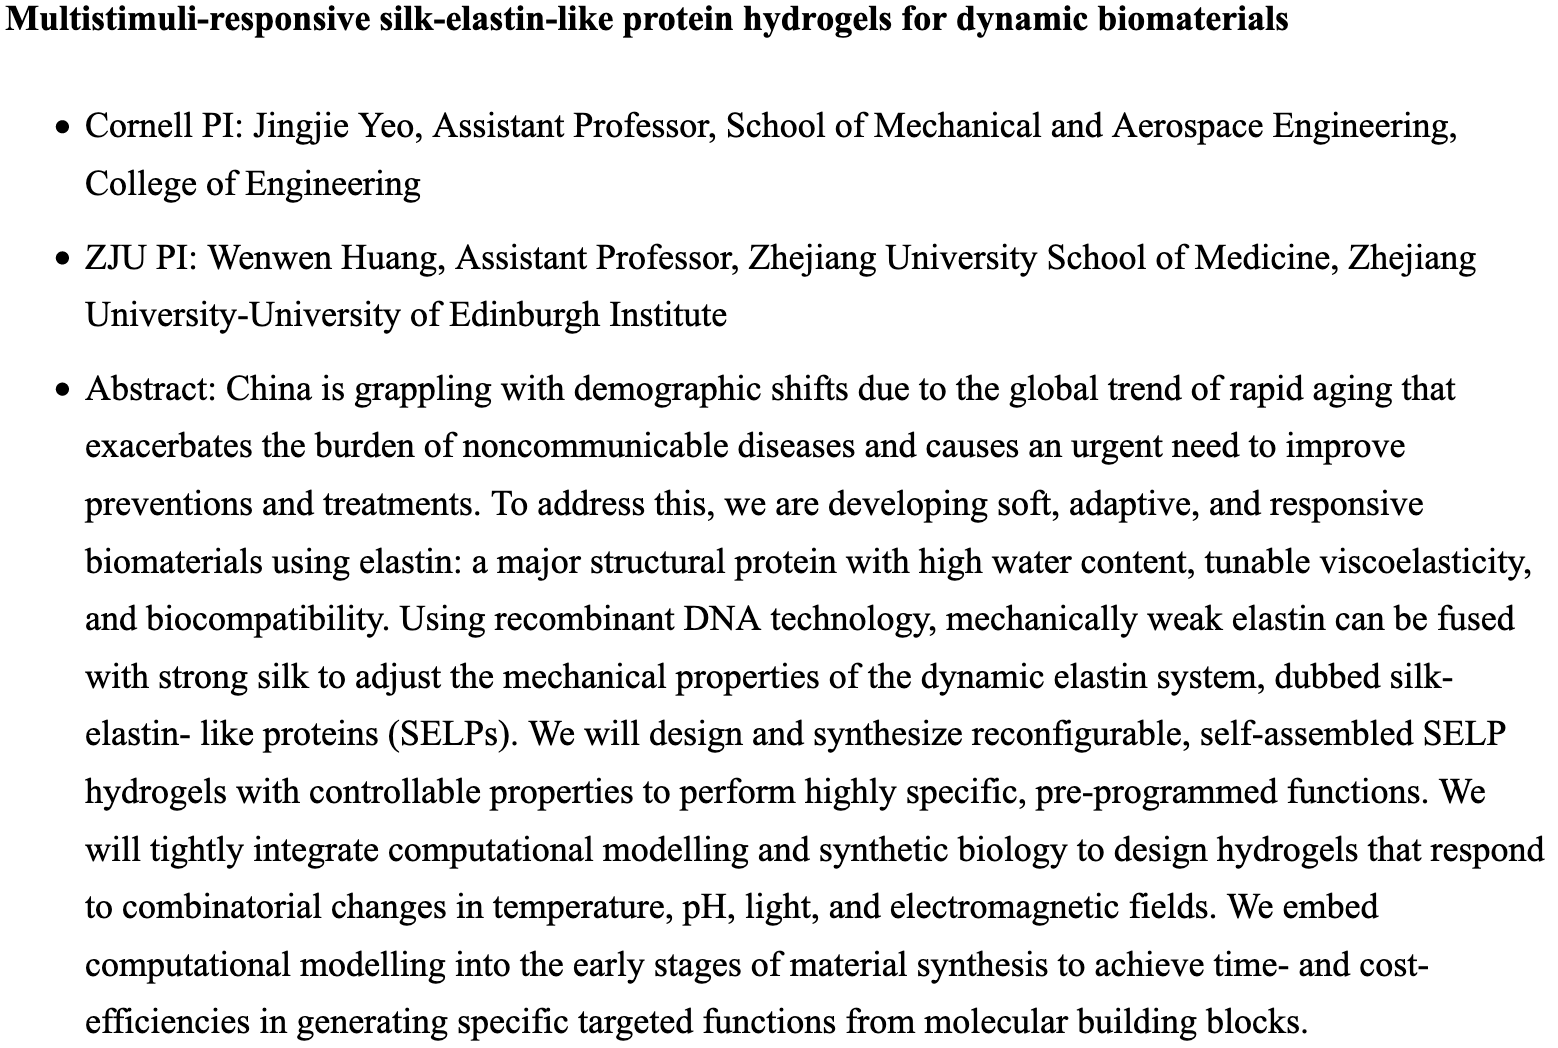 Multistimuli-responsive silk-elastin-like protein hydrogels for dynamic biomaterials
• Cornell PI: Jingjie Yeo, Assistant Professor, School of Mechanical and Aerospace Engineering,
College of Engineering
• ZJU PI: Wenwen Huang, Assistant Professor, Zhejiang University School of Medicine, Zhejiang
University-University of Edinburgh Institute
• Abstract: China is grappling with demographic shifts due to the global trend of rapid aging that
exacerbates the burden of noncommunicable diseases and causes an urgent need to improve
preventions and treatments. To address this, we are developing soft, adaptive, and responsive
biomaterials using elastin: a major structural protein with high water content, tunable viscoelasticity,
and biocompatibility. Using recombinant DNA technology, mechanically weak elastin can be fused
with strong silk to adjust the mechanical properties of the dynamic elastin system, dubbed silk-
elastin- like proteins (SELPs). We will design and synthesize reconfigurable, self-assembled SELP
hydrogels with controllable properties to perform highly specific, pre-programmed functions. We
will tightly integrate computational modelling and synthetic biology to design hydrogels that respond
to combinatorial changes in temperature, pH, light, and electromagnetic fields. We embed
computational modelling into the early stages of material synthesis to achieve time- and cost-
efficiencies in generating specific targeted functions from molecular building blocks.